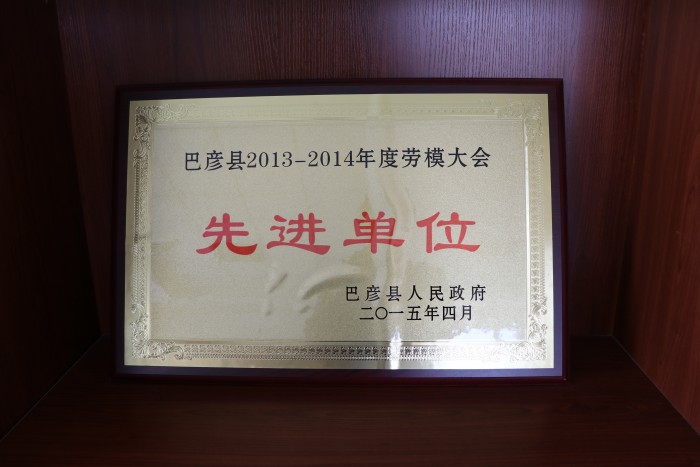 巴彦县2013-2014年度劳模大会
先进单位
巴彦县人民政府
二〇一五年四月